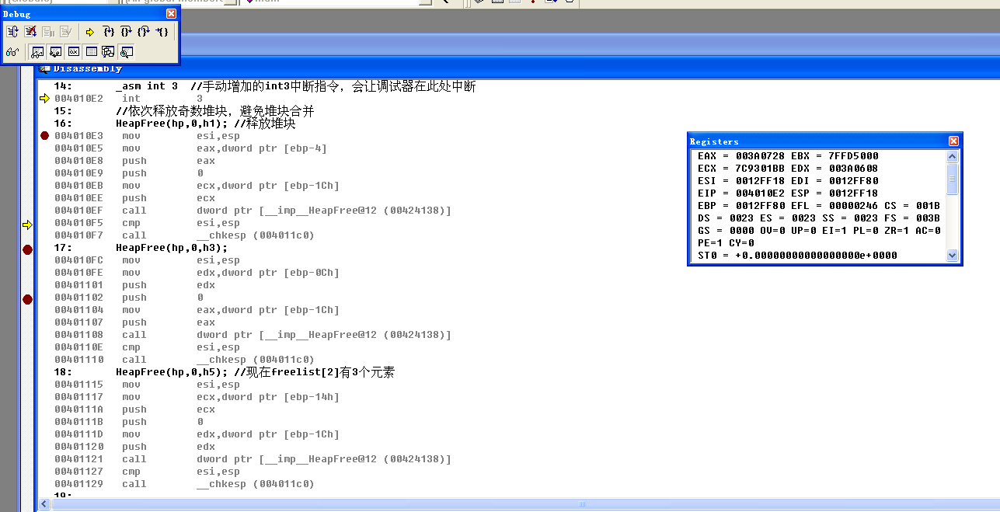 Debug
Disassembly
14: _asm int 3 //手动增加的int3中断指令，会让调试器在此处中断
004010E2 int 3
15: //依次释放奇数堆块，避免堆块合并
16: HeapFree(hp,0,h1); //释放堆块
004010E3 mov esi,esp
004010E5 mov eax,dword ptr [ebp-4]
004010E8 push eax
004010E9 push 0
004010EB mov ecx,dword ptr [ebp-1Ch]
004010EE push ecx
004010EF call dword ptr [__imp__HeapFree@12 (00424138)]
004010F5 cmp esi,esp
004010F7 call __chkesp (004011c0)
17: HeapFree(hp,0,h3);
004010FC mov esi,esp
004010FE mov edx,dword ptr [ebp-0Ch]
00401101 push edx
00401102 push 0
00401104 mov eax,dword ptr [ebp-1Ch]
00401107 push eax
00401108 call dword ptr [__imp__HeapFree@12 (00424138)]
0040110E cmp esi,esp
00401110 call __chkesp (004011c0)
18: HeapFree(hp,0,h5); //现在freelist[2]有3个元素
00401115 mov esi,esp
00401117 mov ecx,dword ptr [ebp-14h]
0040111A push ecx
0040111B push 0
0040111D mov edx,dword ptr [ebp-1Ch]
00401120 push edx
00401121 call dword ptr [__imp__HeapFree@12 (00424138)]
00401127 cmp esi,esp
00401129 call __chkesp (004011c0)
19:
Registers
EAX = 003A0728 EBX = 7FFD5000
ECX = 7C9301BB EDX = 003A0608
ESI = 0012FF18 EDI = 0012FF80
EIP = 004010E2 ESP = 0012FF18
EBP = 0012FF80 EFL = 00000246 CS = 001B
DS = 0023 ES = 0023 SS = 0023 FS = 003B
GS = 0000 OV=0 UP=0 EI=1 PL=0 ZR=1 AC=0
PE=1 CY=0
ST0 = +0.00000000000000000e+0000